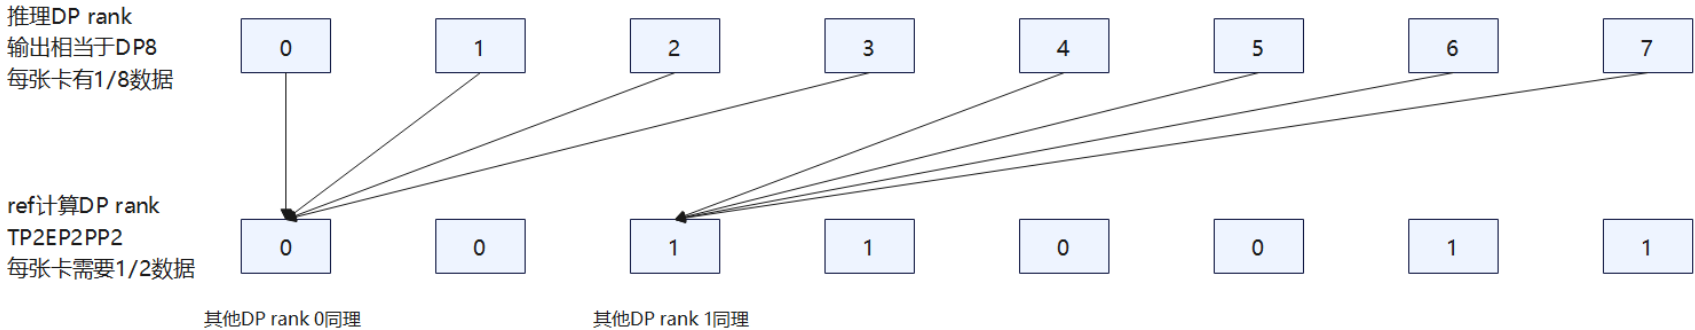 推理DP rank
输出相当于DP8
每张卡有1/8数据
0 1 2 3 4 5 6 7
ref计算DP rank
TP2EP2PP2
每张卡需要1/2数据
0 0 1 1 0 0 1 1
其他DP rank 0同理
其他DP rank 1同理